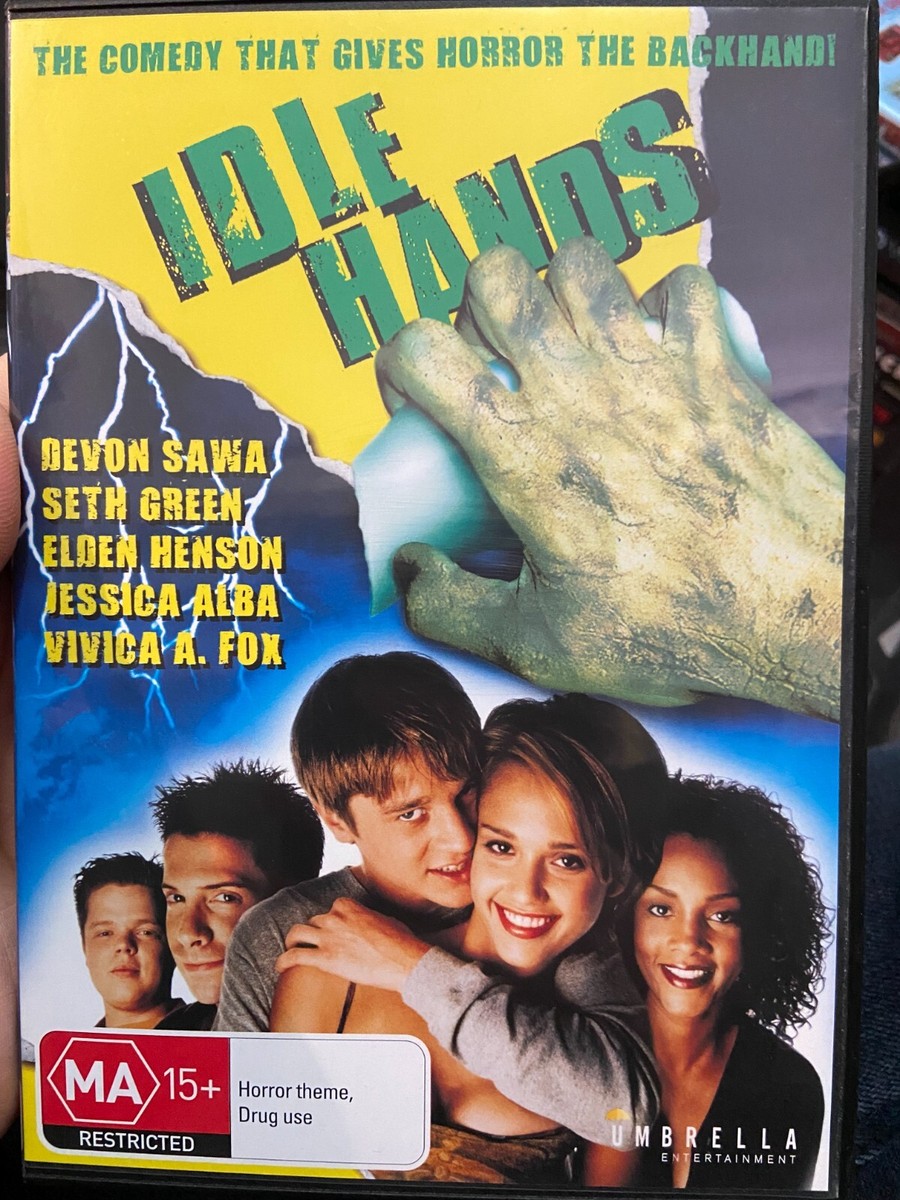 THE COMEDY THAT GIVES HORROR THE BACKHAND!
IDLE
HANDS
DEVON SAWA
SETH GREEN
ELDEN HENSON
JESSICA ALBA
VIVICA A. FOX
MA 15+
RESTRICTED
Horror theme,
Drug use
UMBRELLA
ENTERTAINMENT